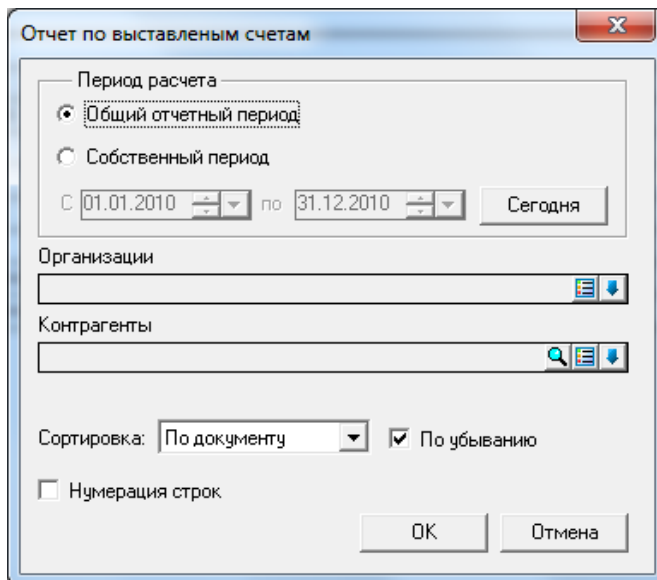 Отчет по выставленым счетам
Период расчета
Общий отчетный период
Собственный период
С 01.01.2010 по 31.12.2010 Сегодня
Организации
Контрагенты
Сортировка: По документу По убыванию
Нумерация строк
ОК Отмена